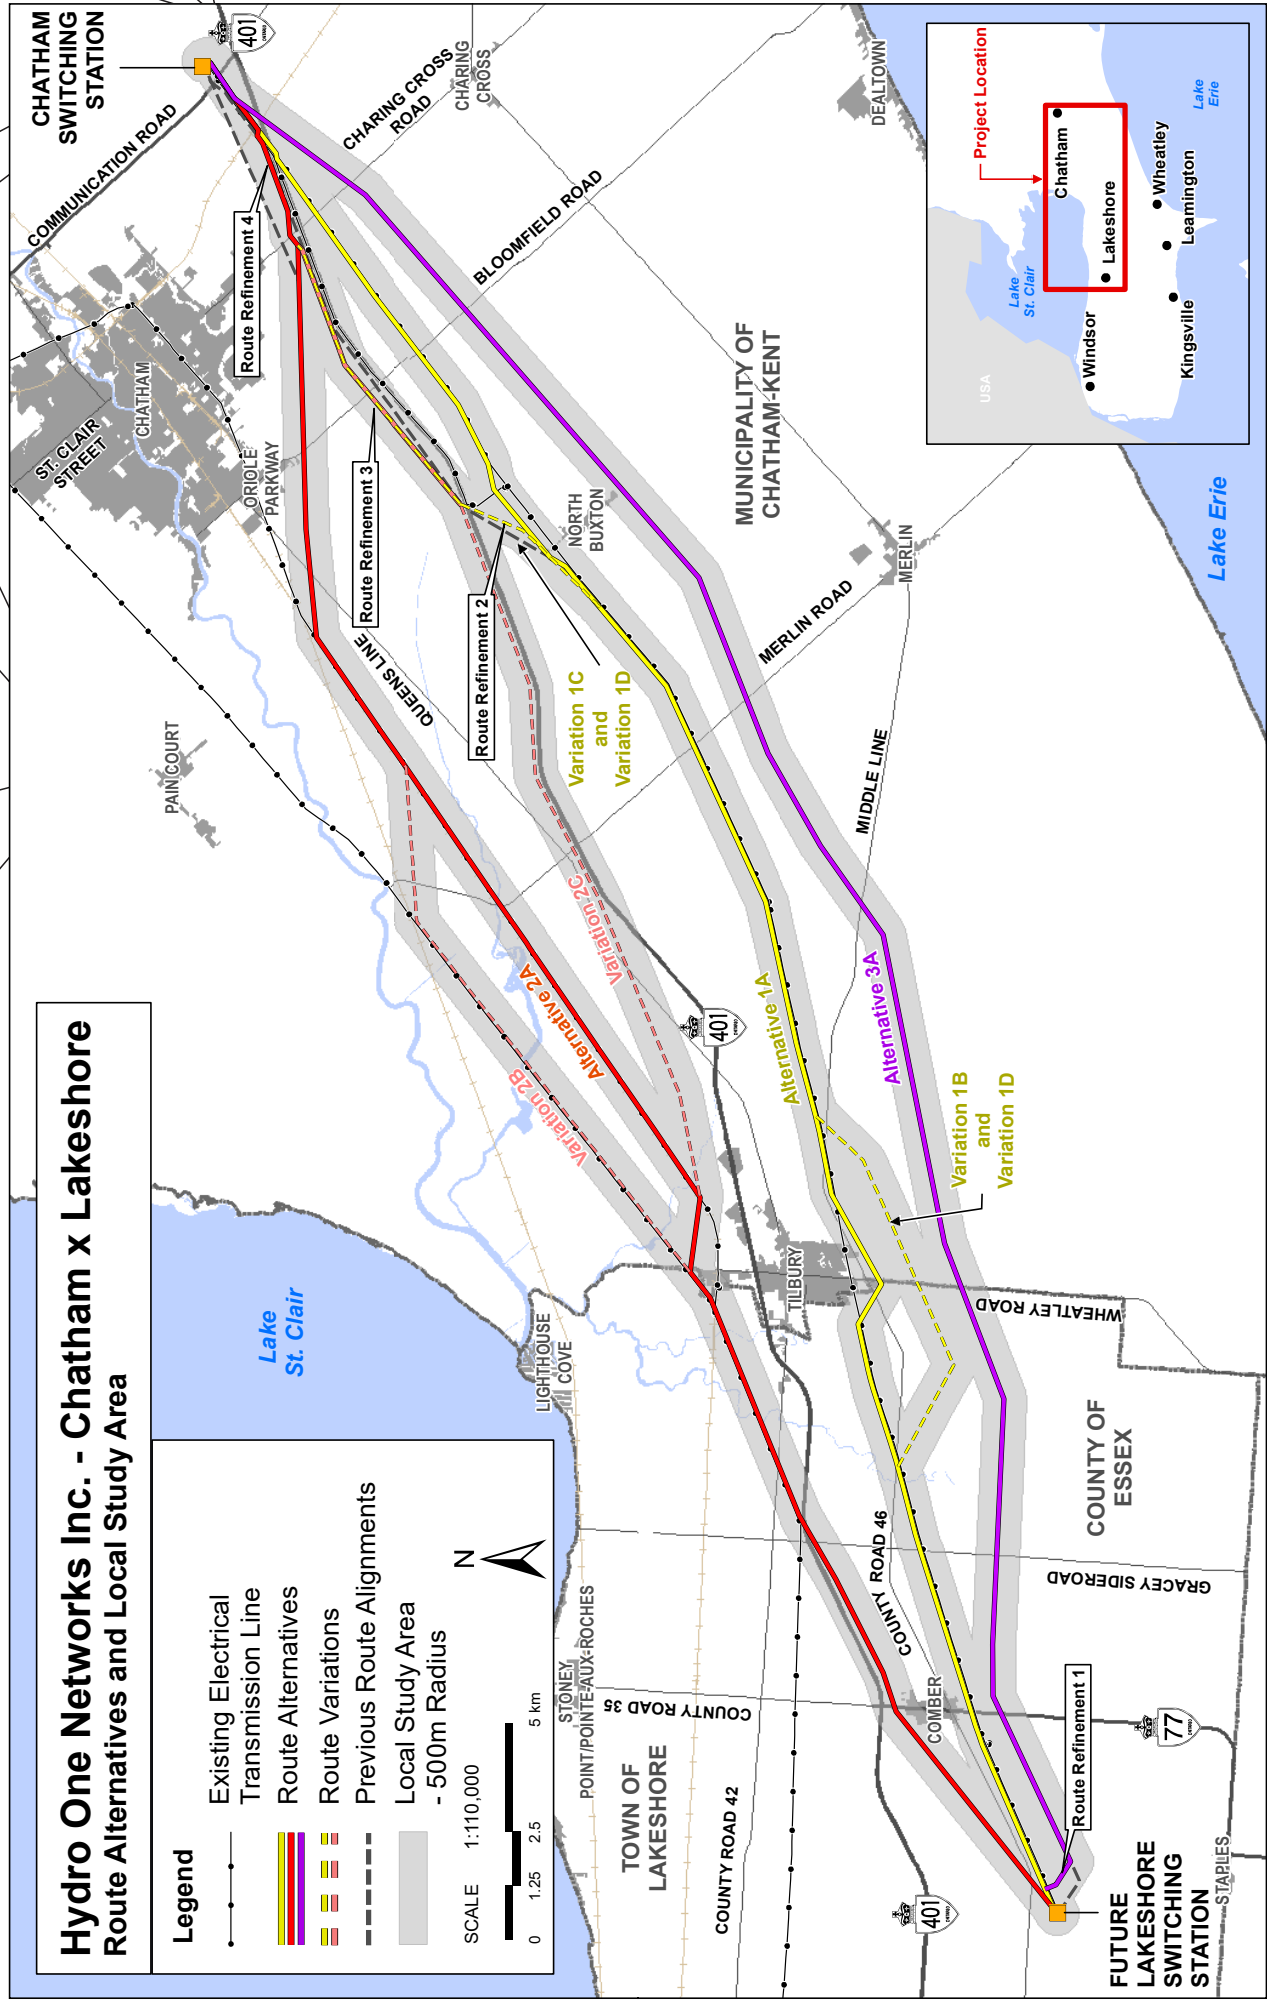 Hydro One Networks Inc. - Chatham x Lakeshore
Route Alternatives and Local Study Area
Legend
Existing Electrical
Transmission Line
Route Alternatives
Route Variations
Previous Route Alignments
Local Study Area
- 500m Radius
SCALE 1:110,000
0 1.25 2.5 5 km
N
Lake
St. Clair
PAIN COURT
ST. CLAIR
STREET
CHATHAM
COMMUNICATION ROAD
CHATHAM
SWITCHING
STATION
401
ONTARIO
ORIOLE
PARKWAY
Route Refinement 4
CHARING CROSS
ROAD
CHARING
CROSS
DEALTOWN
BLOOMFIELD ROAD
Route Refinement 3
Route Refinement 2
QUEENS LINE
NORTH
BUXTON
MUNICIPALITY OF
CHATHAM-KENT
Variation 1C
and
Variation 1D
MERLIN ROAD
MERLIN
MIDDLE LINE
Lake Erie
Variation 2B
Alternative 2A
Variation 2C
401
ONTARIO
Alternative 1A
Alternative 3A
Variation 1B
and
Variation 1D
LIGHTHOUSE
COVE
TILBURY
WHEATLEY ROAD
COUNTY OF
ESSEX
GRACEY SIDEROAD
COUNTY ROAD 46
STONEY
POINT/POINTE-AUX-ROCHES
COUNTY ROAD 35
COMBER
77
ONTARIO
Route Refinement 1
TOWN OF
LAKESHORE
COUNTY ROAD 42
401
ONTARIO
FUTURE
LAKESHORE
SWITCHING
STATION
STAPLES
Project Location
Lake
St. Clair
Chatham
Lakeshore
Windsor
USA
Wheatley
Leamington
Kingsville
Lake
Erie